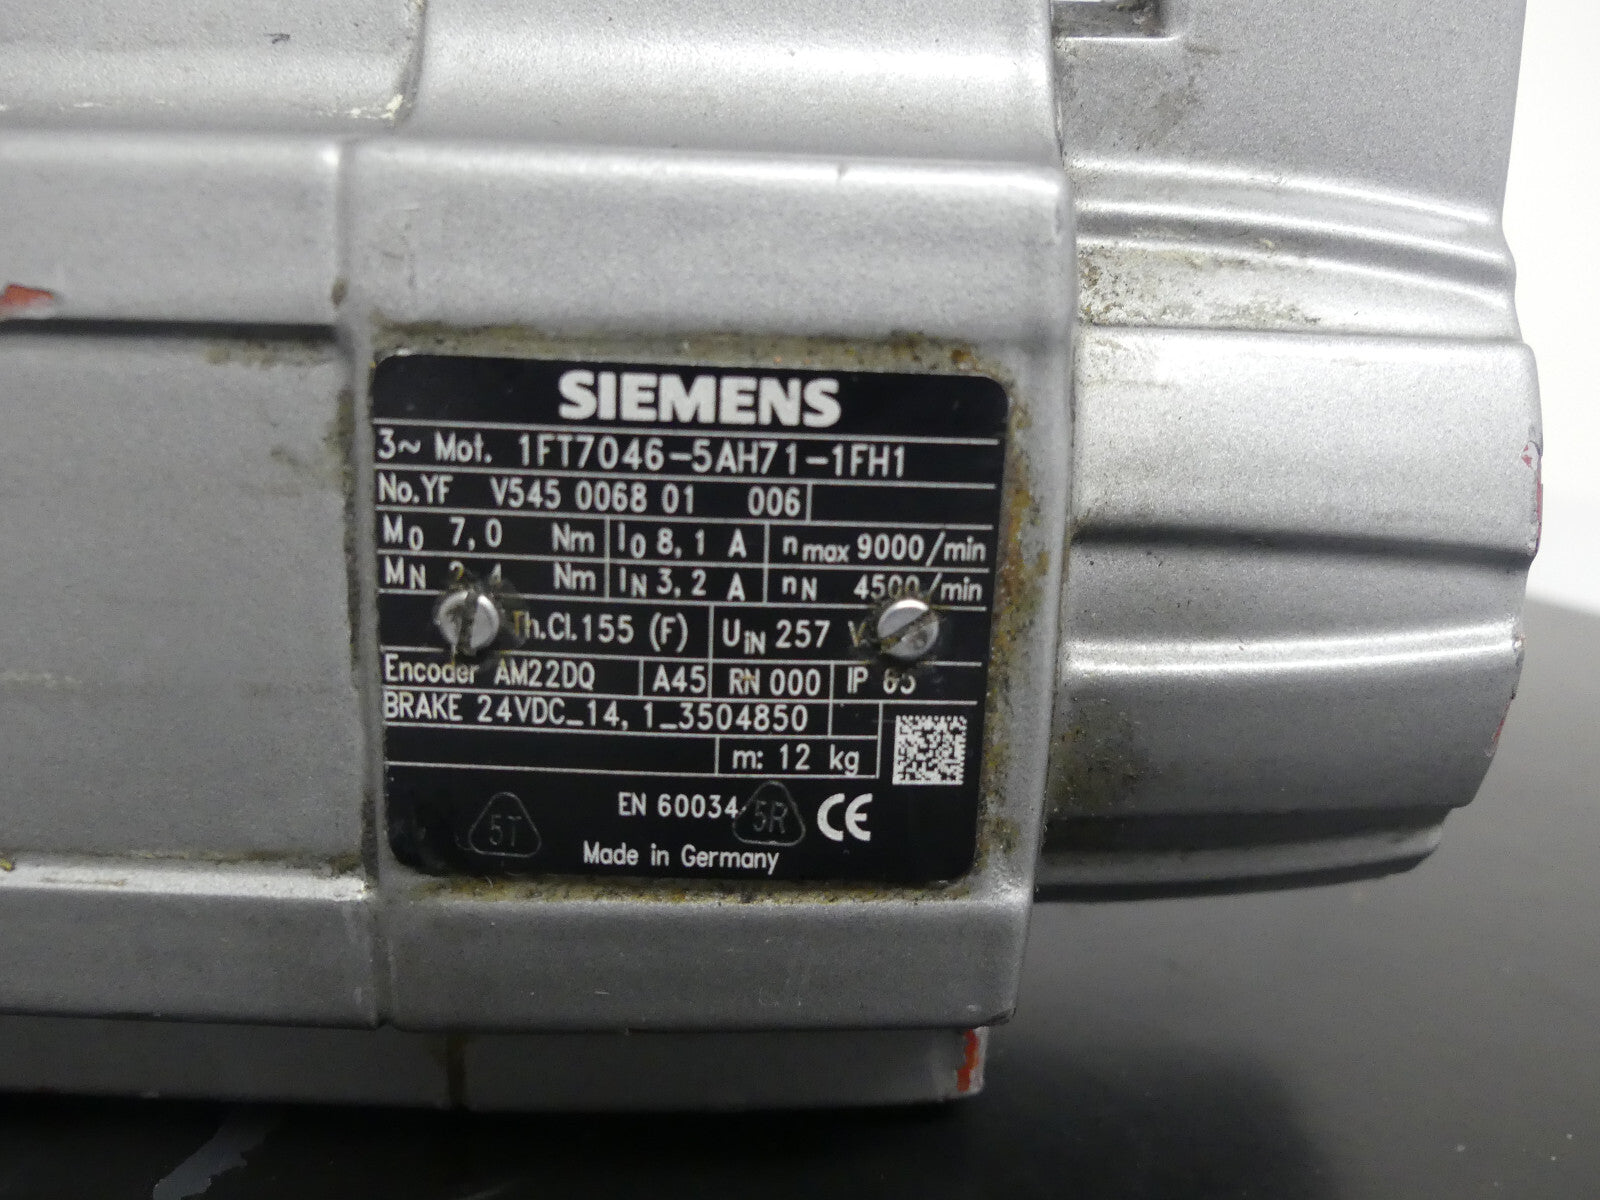 SIEMENS
3~ Mot. 1FT7046-5AH71-1FH1
No.YF V545 0068 01 006
M0 7,0 Nm I0 8,1 A nmax 9000/min
MN Nm IN 3,2 A nN 4500/min
Th.Cl.155 (F) UIN 257 V
Encoder AM22DQ A45 RN 000 IP
BRAKE 24VDC_14, 1_3504850
m: 12 kg
EN 60034
5T 5R CE
Made in Germany